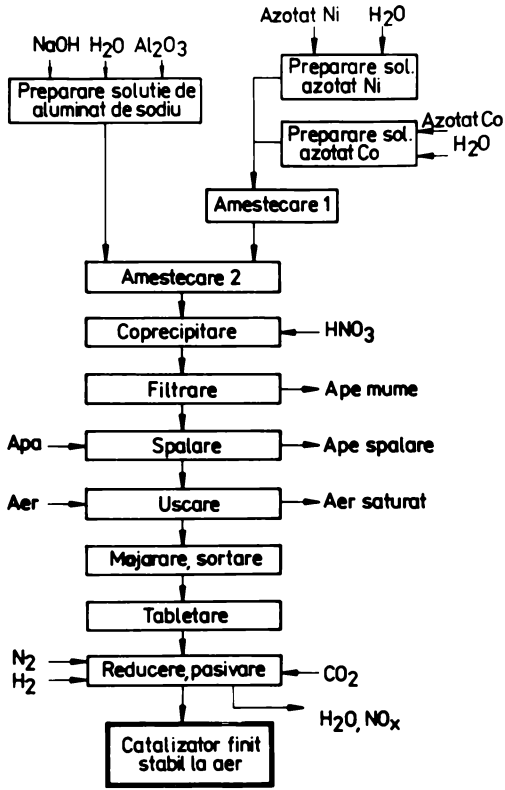 Azotat Ni H₂O
NaOH H₂O Al₂O₃
Preparare solutie de
aluminat de sodiu
Preparare sol.
azotat Ni
Preparare sol.
azotat Co
Azotat Co
H₂O
Amestecare 1
Amestecare 2
Coprecipitare
HNO₃
Filtrare
Ape mume
Apa
Spalare
Ape spalare
Aer
Uscare
Aer saturat
Mojarare, sortare
Tabletare
N₂
H₂
Reducere, pasivare
CO₂
H₂O, NOₓ
Catalizator finit
stabil la aer